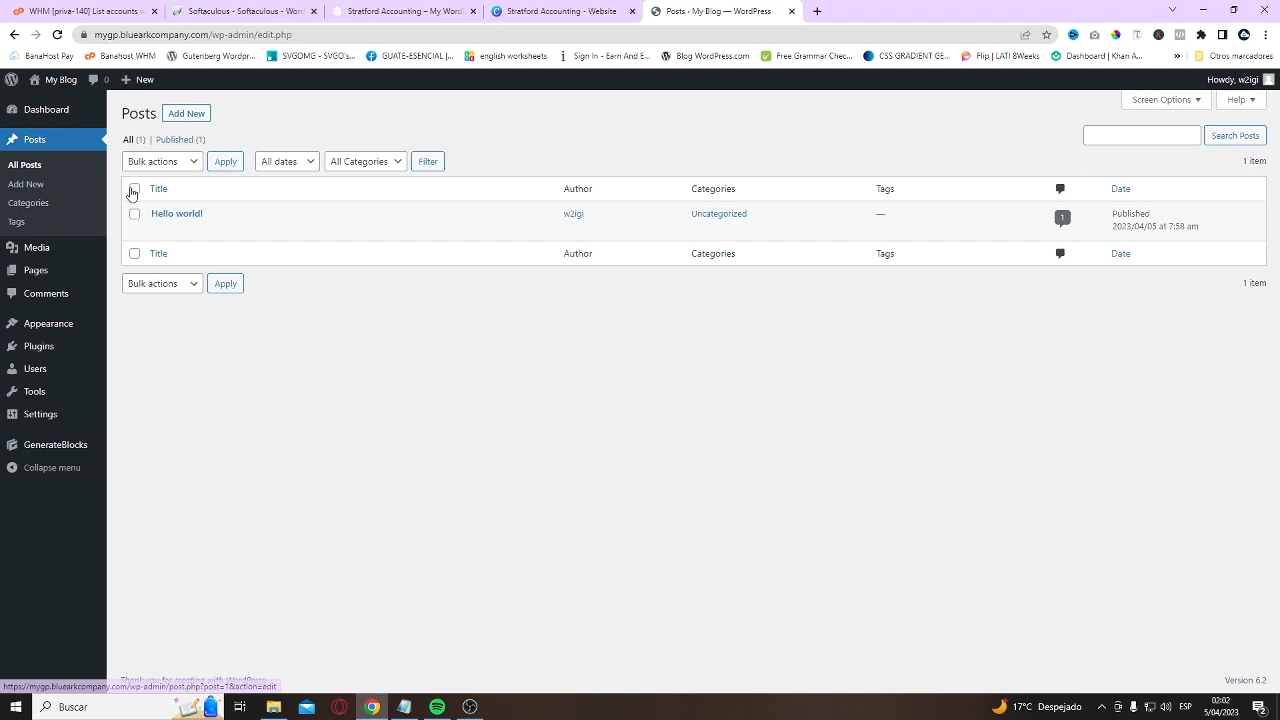 WHM [priva-140] List accounts w
Softaculous - Softaculous - Word
Stratford Accounting - My Word
Stratford Accounting - Website
Posts ‹ My Blog — WordPress
mygp.bluearkcompany.com/wp-admin/edit.php
BanaHost Pay
Banahost WHM
Gutenberg Wordpr...
SVGOMG - SVGO's...
GUATE-ESENCIAL |...
english worksheets
Sign In - Earn And E...
Blog WordPress.com
Free Grammar Chec...
CSS GRADIENT GE...
Flip | LATI 8Weeks
Dashboard | Khan A...
»
Otros marcadores
My Blog
0
New
Howdy, w2igi
Dashboard
Posts
All Posts
Add New
Categories
Tags
Media
Pages
Comments
Appearance
Plugins
Users
Tools
Settings
GenerateBlocks
Collapse menu
Screen Options
Help
Posts
Add New
All (1) | Published (1)
Search Posts
Bulk actions
Apply
All dates
All Categories
Filter
1 item
Title
Author
Categories
Tags
Date
Hello world!
w2igi
Uncategorized
—
1
Published
2023/04/05 at 7:58 am
Title
Author
Categories
Tags
Date
Bulk actions
Apply
1 item
Thank you for creating with WordPress
Version 6.2
https://mygp.bluearkcompany.com/wp-admin/post.php?post=1&action=edit
Buscar
17°C Despejado
ESP
02:02
5/04/2023
2